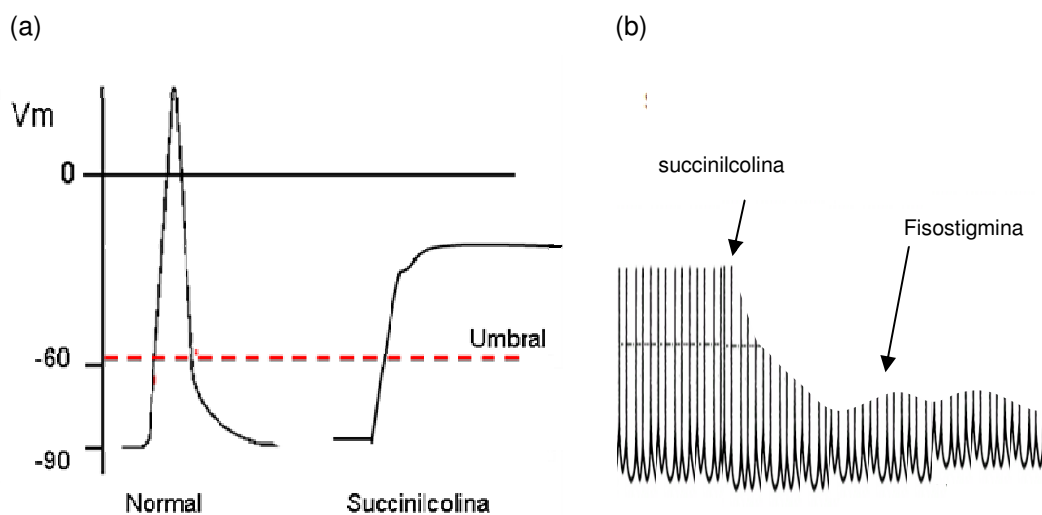 (a)
(b)
Vm
0
-60
-90
Umbral
Normal
Succinilcolina
succinilcolina
Fisostigmina